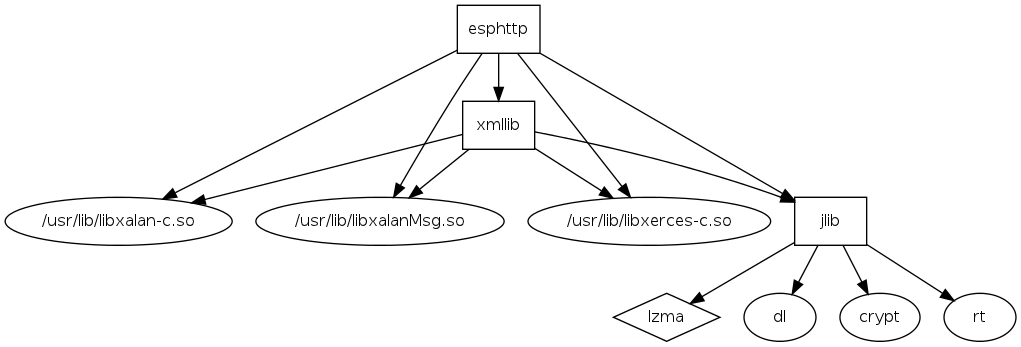 esphttp
xmllib
/usr/lib/libxalan-c.so
/usr/lib/libxalanMsg.so
/usr/lib/libxerces-c.so
jlib
lzma
dl
crypt
rt